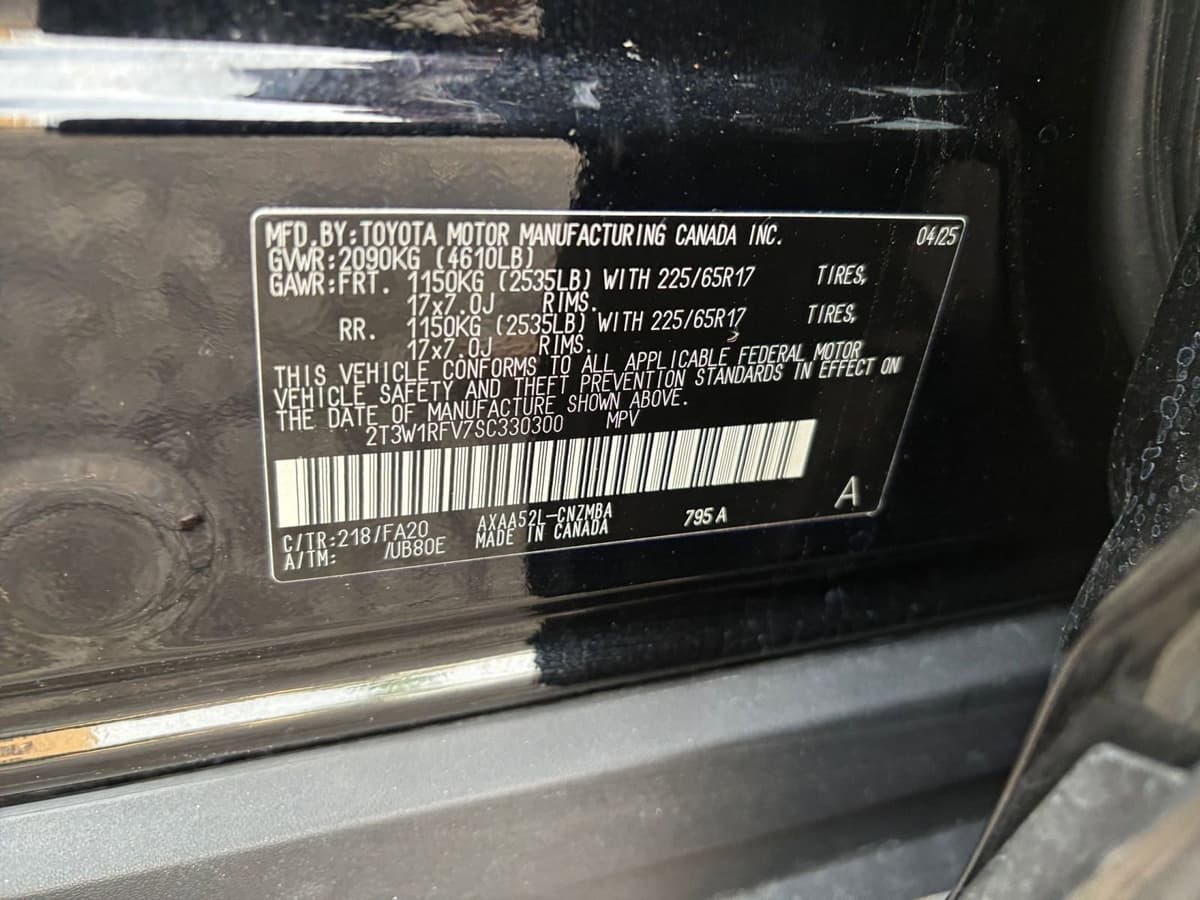 MFD.BY:TOYOTA MOTOR MANUFACTURING CANADA INC. 04/25
GVWR:2090KG (4610LB)
GAWR:FRT. 1150KG (2535LB) WITH 225/65R17 TIRES,
17x7.0J RIMS.
RR. 1150KG (2535LB) WITH 225/65R17 TIRES,
17x7.0J RIMS.
THIS VEHICLE CONFORMS TO ALL APPLICABLE FEDERAL MOTOR
VEHICLE SAFETY AND THEFT PREVENTION STANDARDS IN EFFECT ON
THE DATE OF MANUFACTURE SHOWN ABOVE.
2T3W1RFV7SC330300 MPV
A
C/TR:218/FA20 AXAA52L-CNZMBA 795A
A/TM: /UB80E MADE IN CANADA